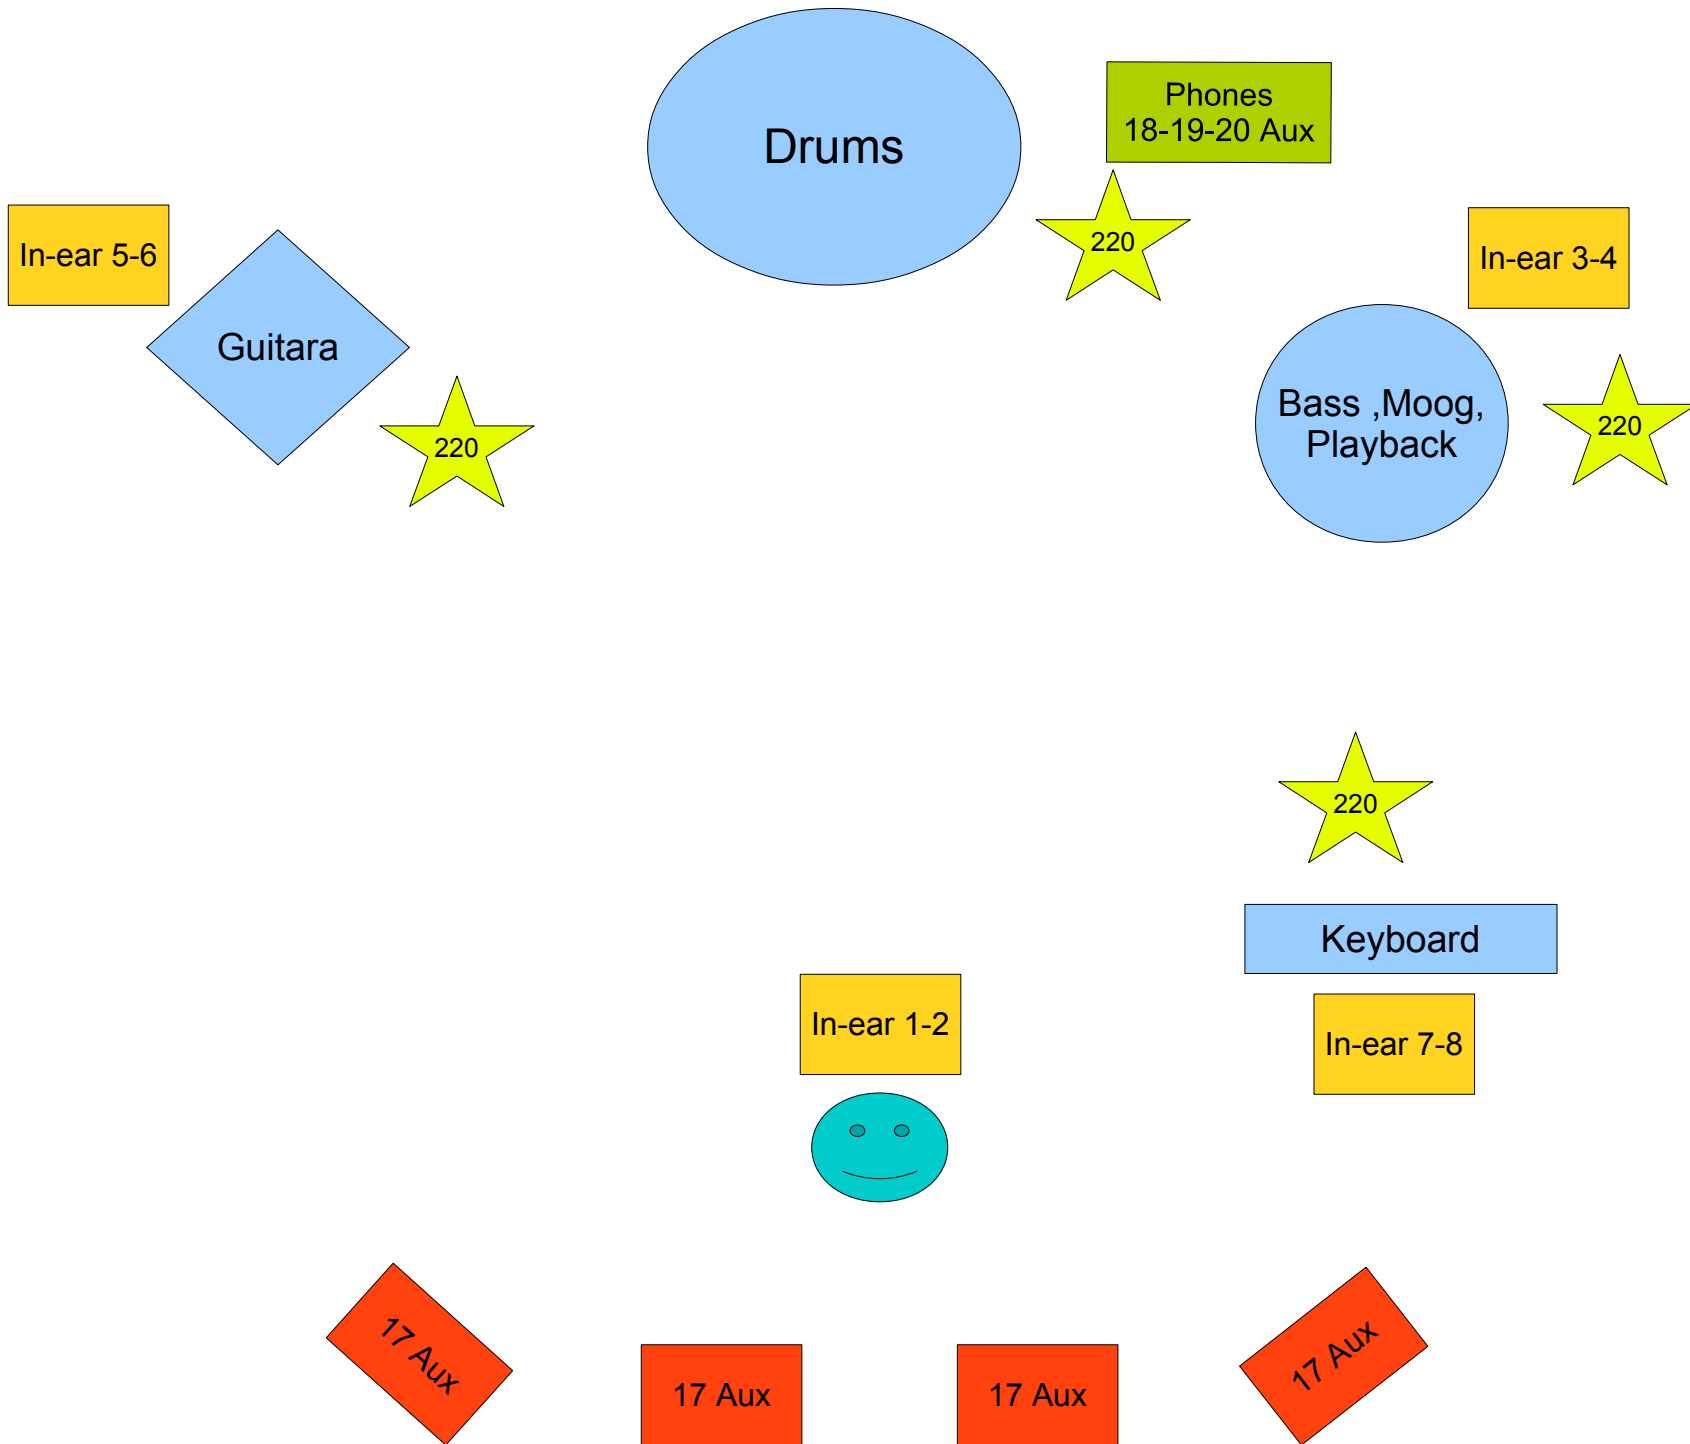 Drums
Phones
18-19-20 Aux
220
In-ear 5-6
In-ear 3-4
Guitara
220
Bass ,Moog,
Playback
220
220
Keyboard
In-ear 1-2
In-ear 7-8
17 Aux
17 Aux
17 Aux
17 Aux